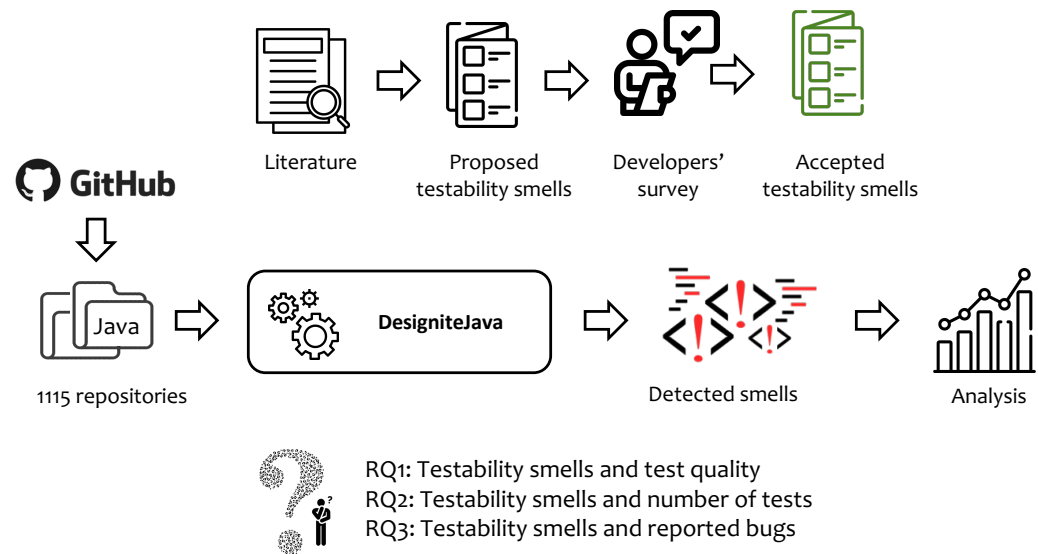 Literature
Proposed
testability smells
Developers'
survey
Accepted
testability smells
GitHub
Java
1115 repositories
DesigniteJava
Detected smells
Analysis
RQ1: Testability smells and test quality
RQ2: Testability smells and number of tests
RQ3: Testability smells and reported bugs